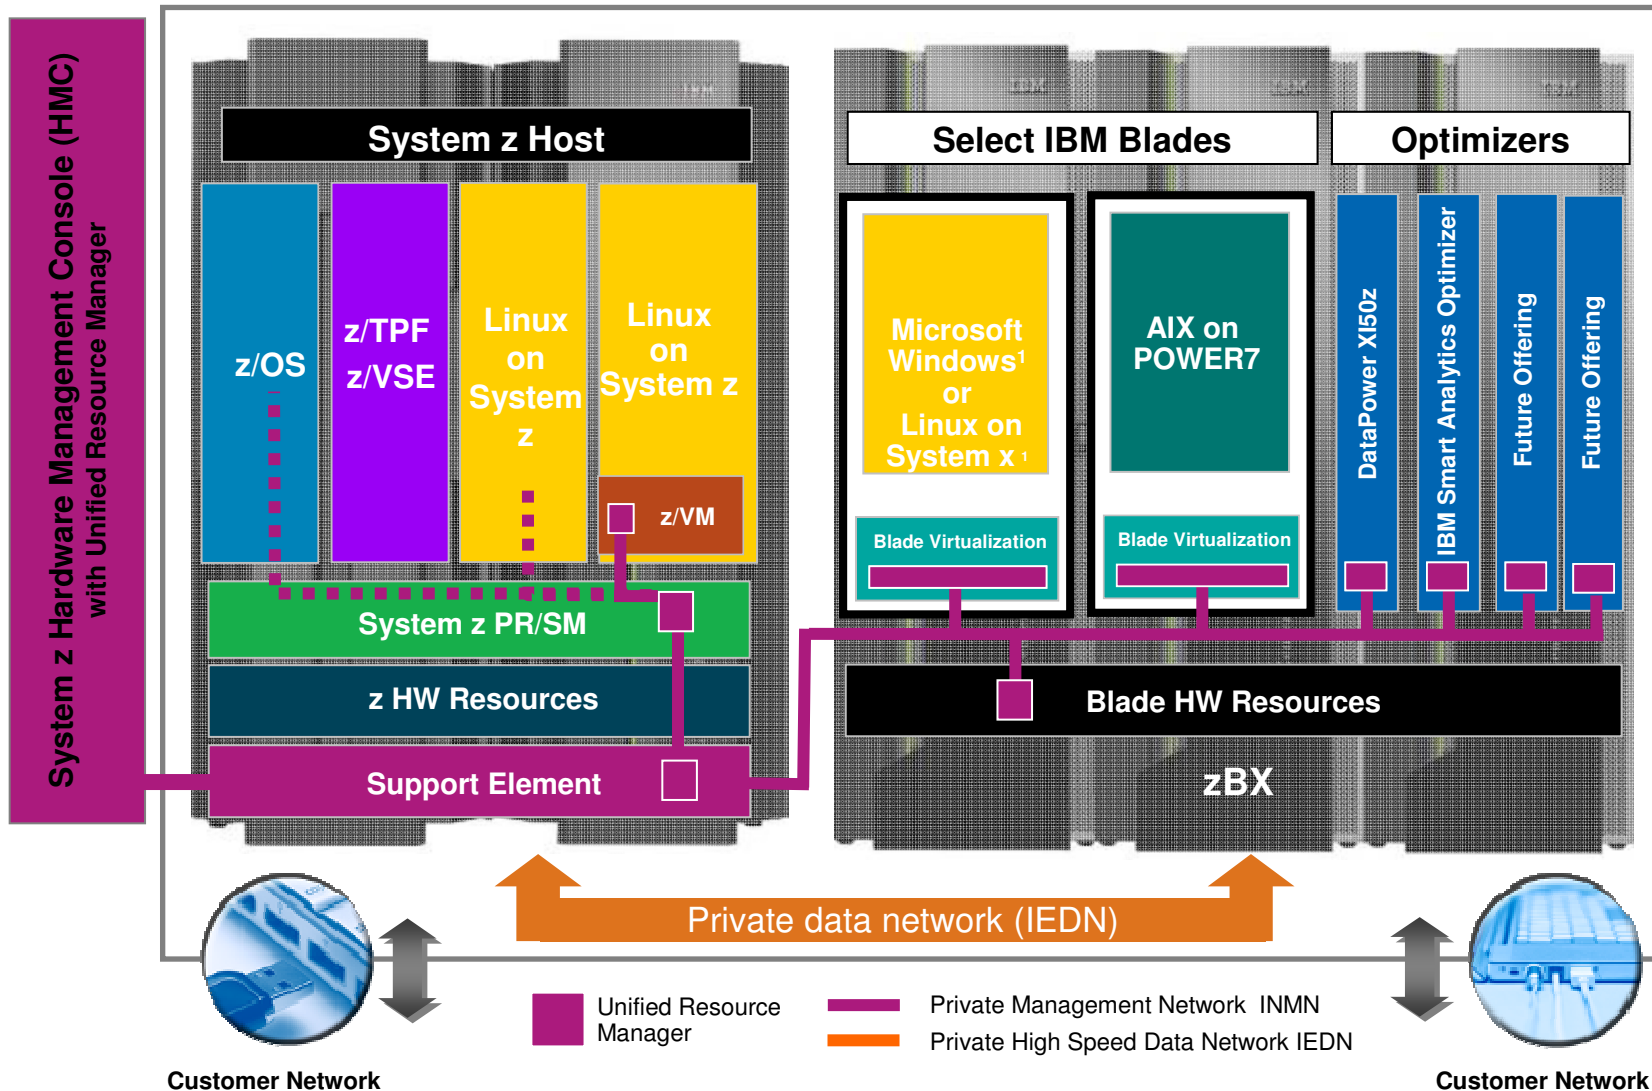 System z Hardware Management Console (HMC)
with Unified Resource Manager
System z Host
z/OS
z/TPF
z/VSE
Linux
on
System
z
Linux
on
System z
z/VM
System z PR/SM
z HW Resources
Support Element
IBM
IBM
IBM
IBM
Select IBM Blades
Optimizers
Microsoft
Windows¹
or
Linux on
System x ¹
Blade Virtualization
AIX on
POWER7
Blade Virtualization
DataPower XI50z
IBM Smart Analytics Optimizer
Future Offering
Future Offering
Blade HW Resources
zBX
Private data network (IEDN)
Unified Resource
Manager
Private Management Network INMN
Private High Speed Data Network IEDN
Customer Network
Customer Network